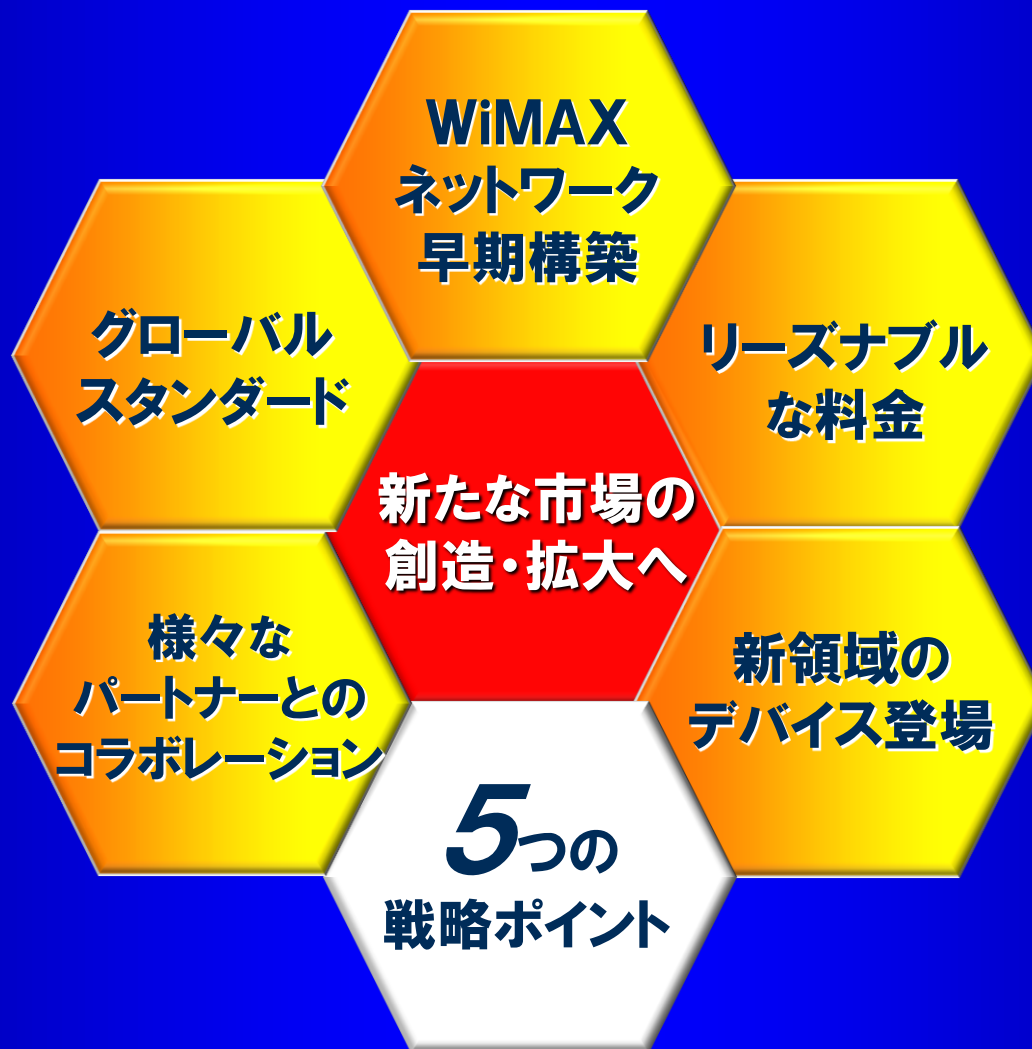 WiMAX
ネットワーク
早期構築
グローバル
スタンダード
リーズナブル
な料金
新たな市場の
創造・拡大へ
様々な
パートナーとの
コラボレーション
新領域の
デバイス登場
5つの
戦略ポイント